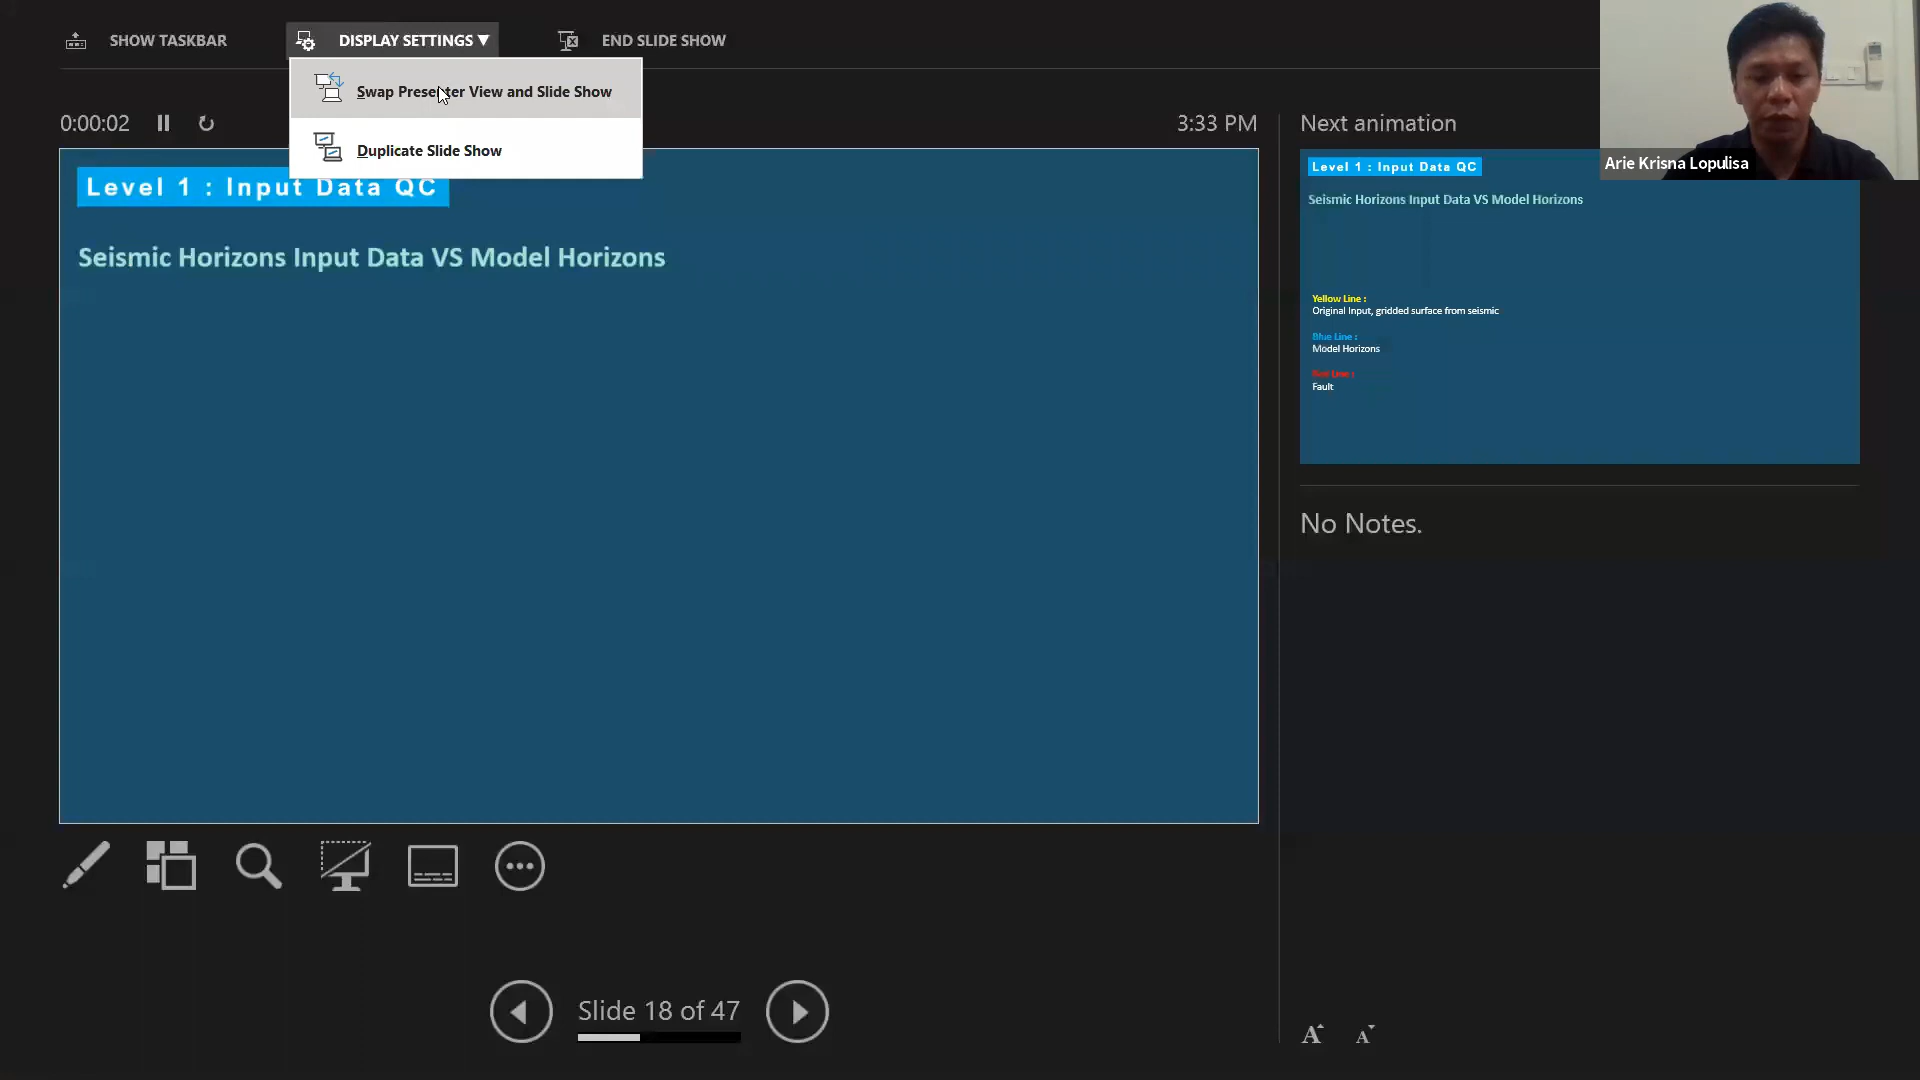 SHOW TASKBAR
DISPLAY SETTINGS ▼
END SLIDE SHOW
Swap Presenter View and Slide Show
Duplicate Slide Show
0:00:02
3:33 PM
Level 1 : Input Data QC
Seismic Horizons Input Data VS Model Horizons
Slide 18 of 47
Next animation
Arie Krisna Lopulisa
Level 1 : Input Data QC
Seismic Horizons Input Data VS Model Horizons
Yellow Line :
Original Input, gridded surface from seismic
Blue Line :
Model Horizons
Red Line :
Fault
No Notes.
A A